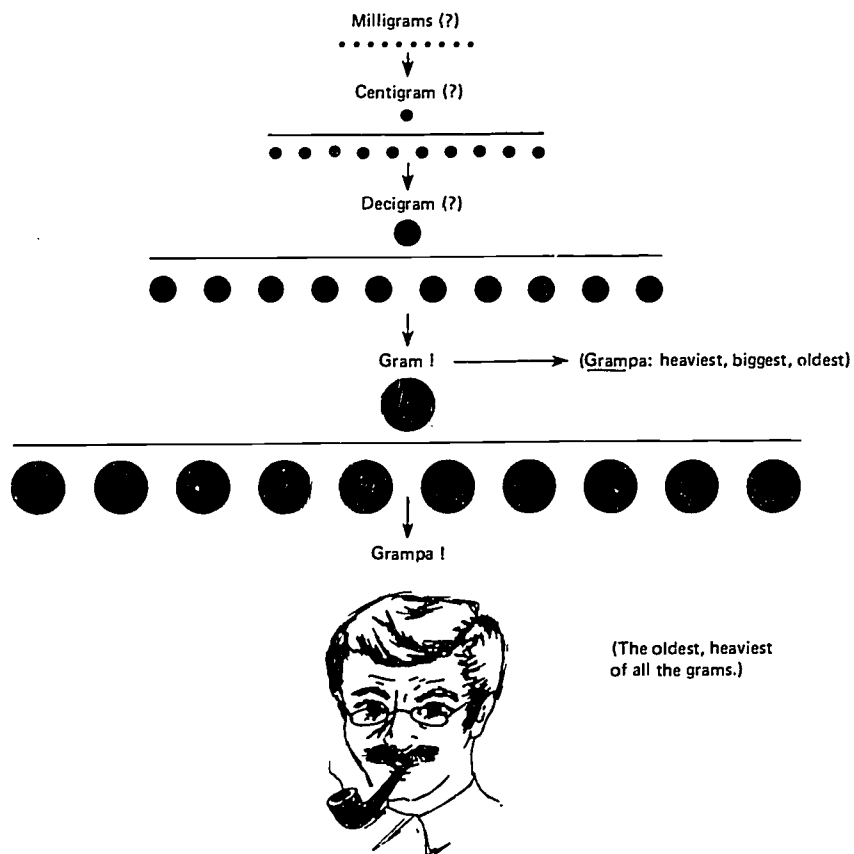 Milligrams (?)
Centigram (?)
Decigram (?)
Gram ! (Grampa: heaviest, biggest, oldest)
Grampa !
(The oldest, heaviest
of all the grams.)